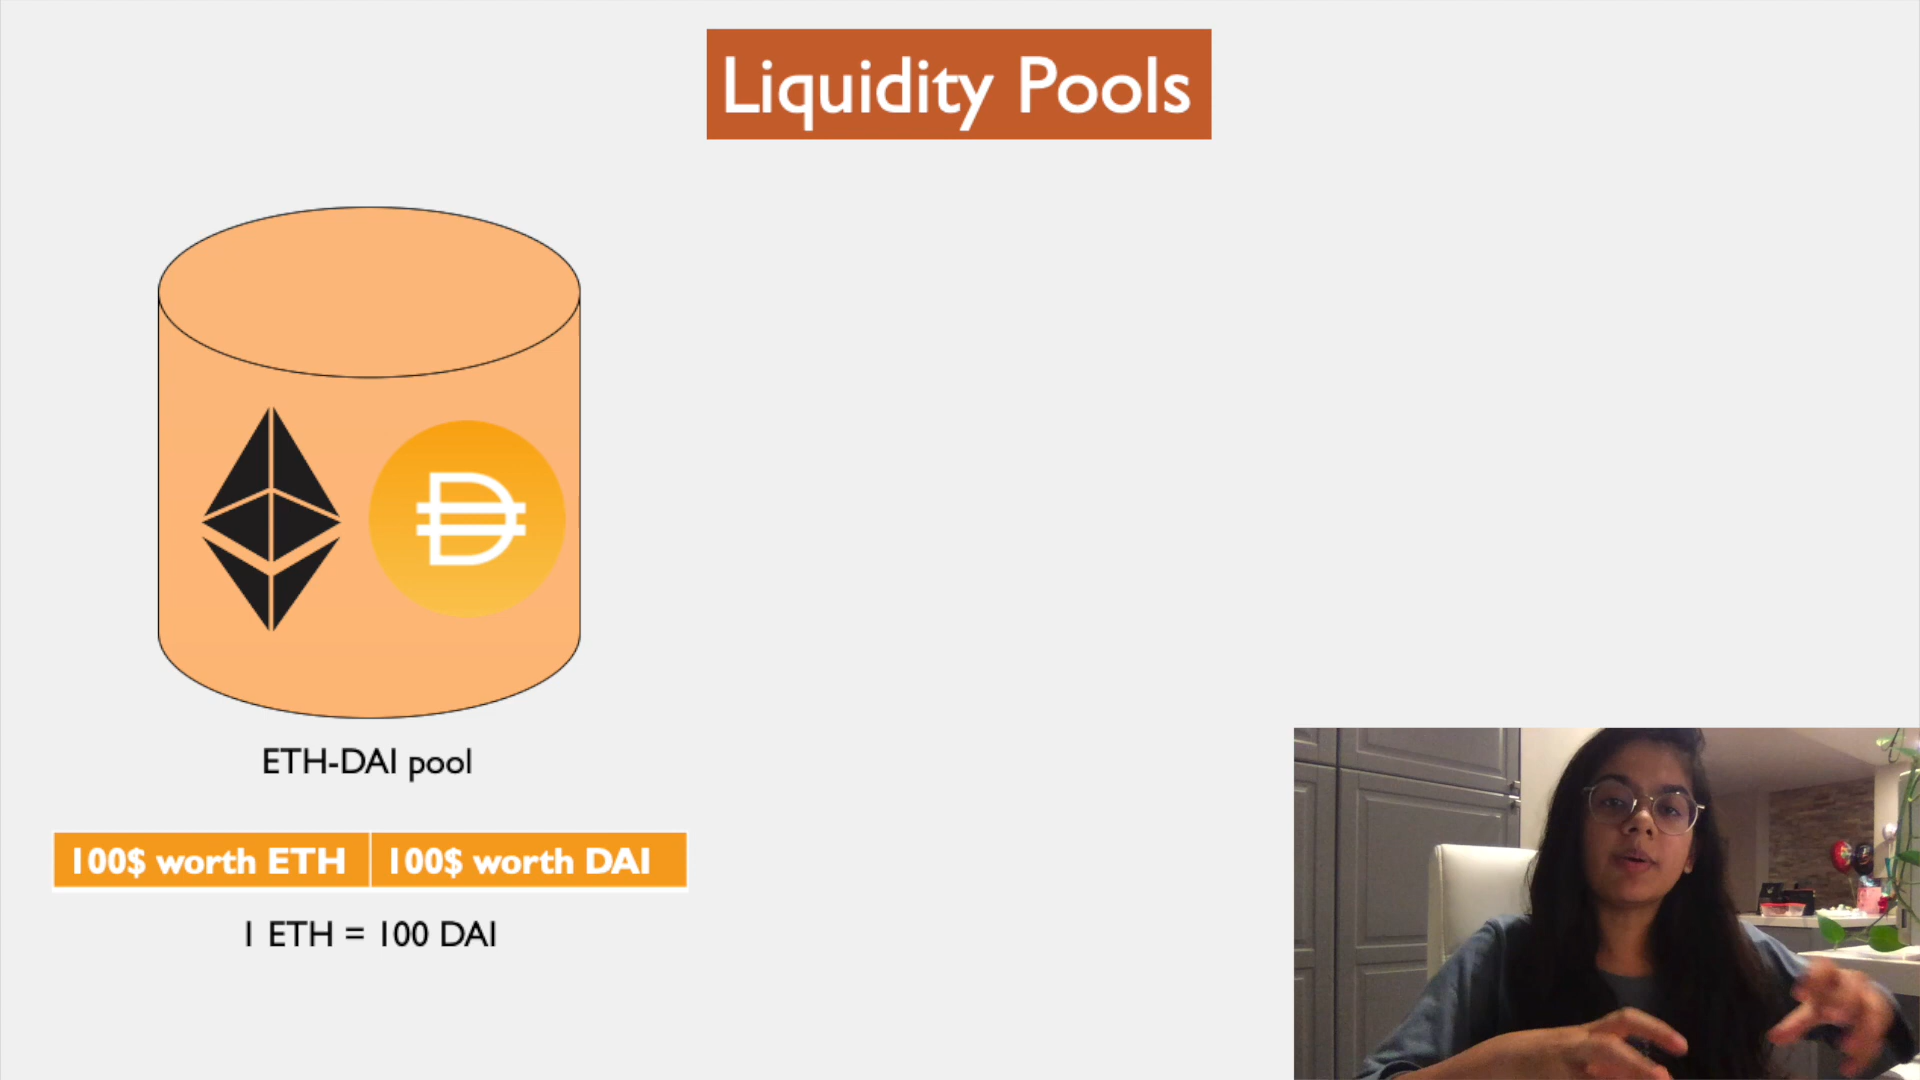 Liquidity Pools
ETH-DAI pool
100$ worth ETH 100$ worth DAI
1 ETH = 100 DAI